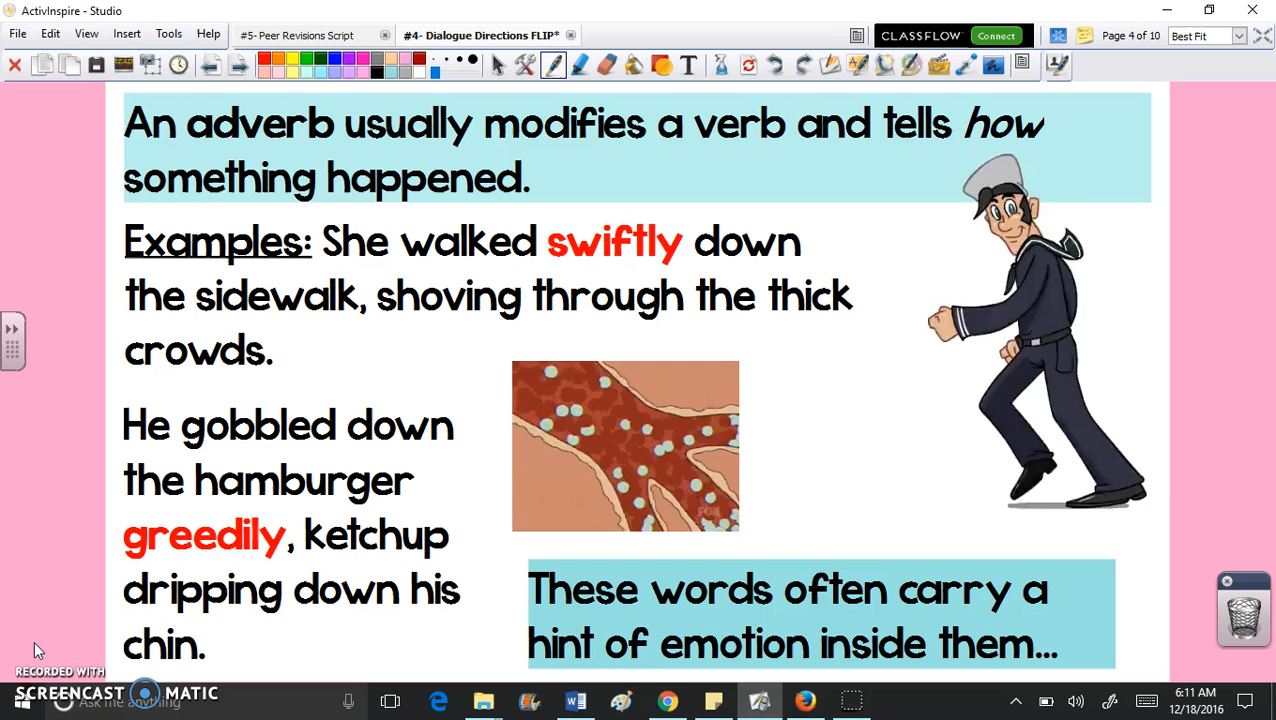 ActivInspire - Studio
File Edit View Insert Tools Help
#5- Peer Revisions Script
#4- Dialogue Directions FLIP*
CLASSFLOW Connect
Page 4 of 10
Best Fit
An adverb usually modifies a verb and tells how
something happened.
Examples: She walked swiftly down
the sidewalk, shoving through the thick
crowds.
He gobbled down
the hamburger
greedily, ketchup
dripping down his
chin.
FOX
These words often carry a
hint of emotion inside them...
RECORDED WITH
SCREENCAST MATIC
Ask me anything
6:11 AM
12/18/2016